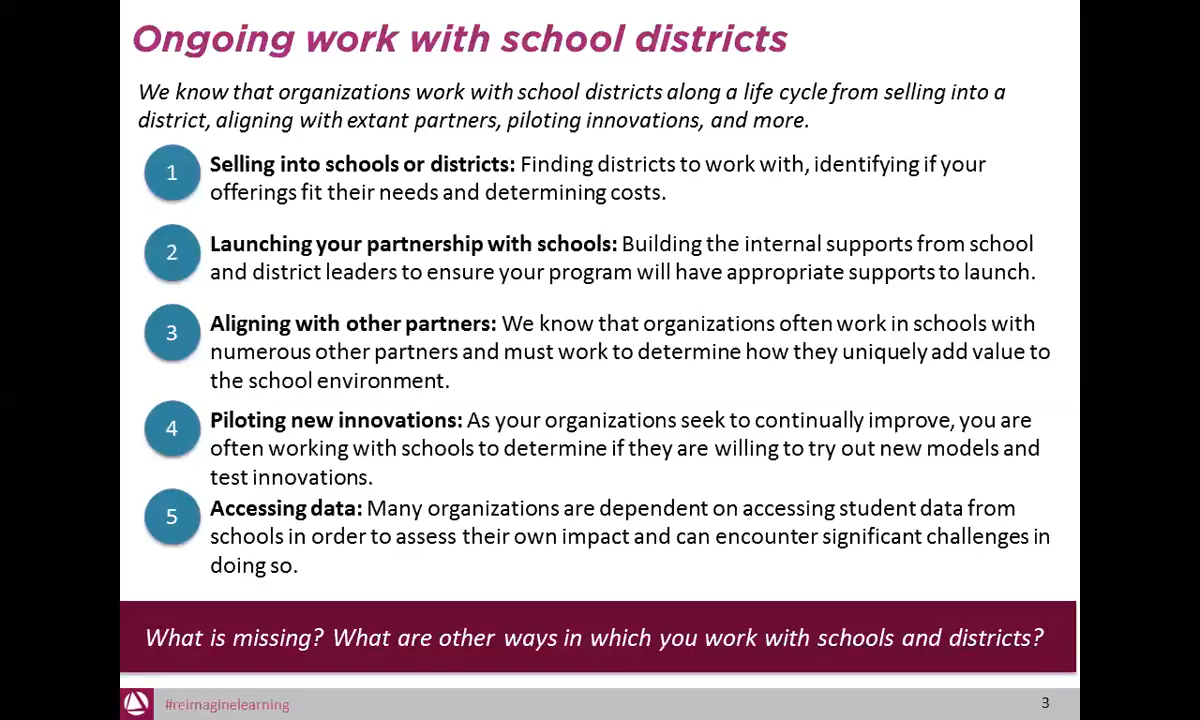 Ongoing work with school districts
We know that organizations work with school districts along a life cycle from selling into a
district, aligning with extant partners, piloting innovations, and more.
1
Selling into schools or districts: Finding districts to work with, identifying if your
offerings fit their needs and determining costs.
2
Launching your partnership with schools: Building the internal supports from school
and district leaders to ensure your program will have appropriate supports to launch.
3
Aligning with other partners: We know that organizations often work in schools with
numerous other partners and must work to determine how they uniquely add value to
the school environment.
4
Piloting new innovations: As your organizations seek to continually improve, you are
often working with schools to determine if they are willing to try out new models and
test innovations.
5
Accessing data: Many organizations are dependent on accessing student data from
schools in order to assess their own impact and can encounter significant challenges in
doing so.
What is missing? What are other ways in which you work with schools and districts?
#reimaginelearning
3